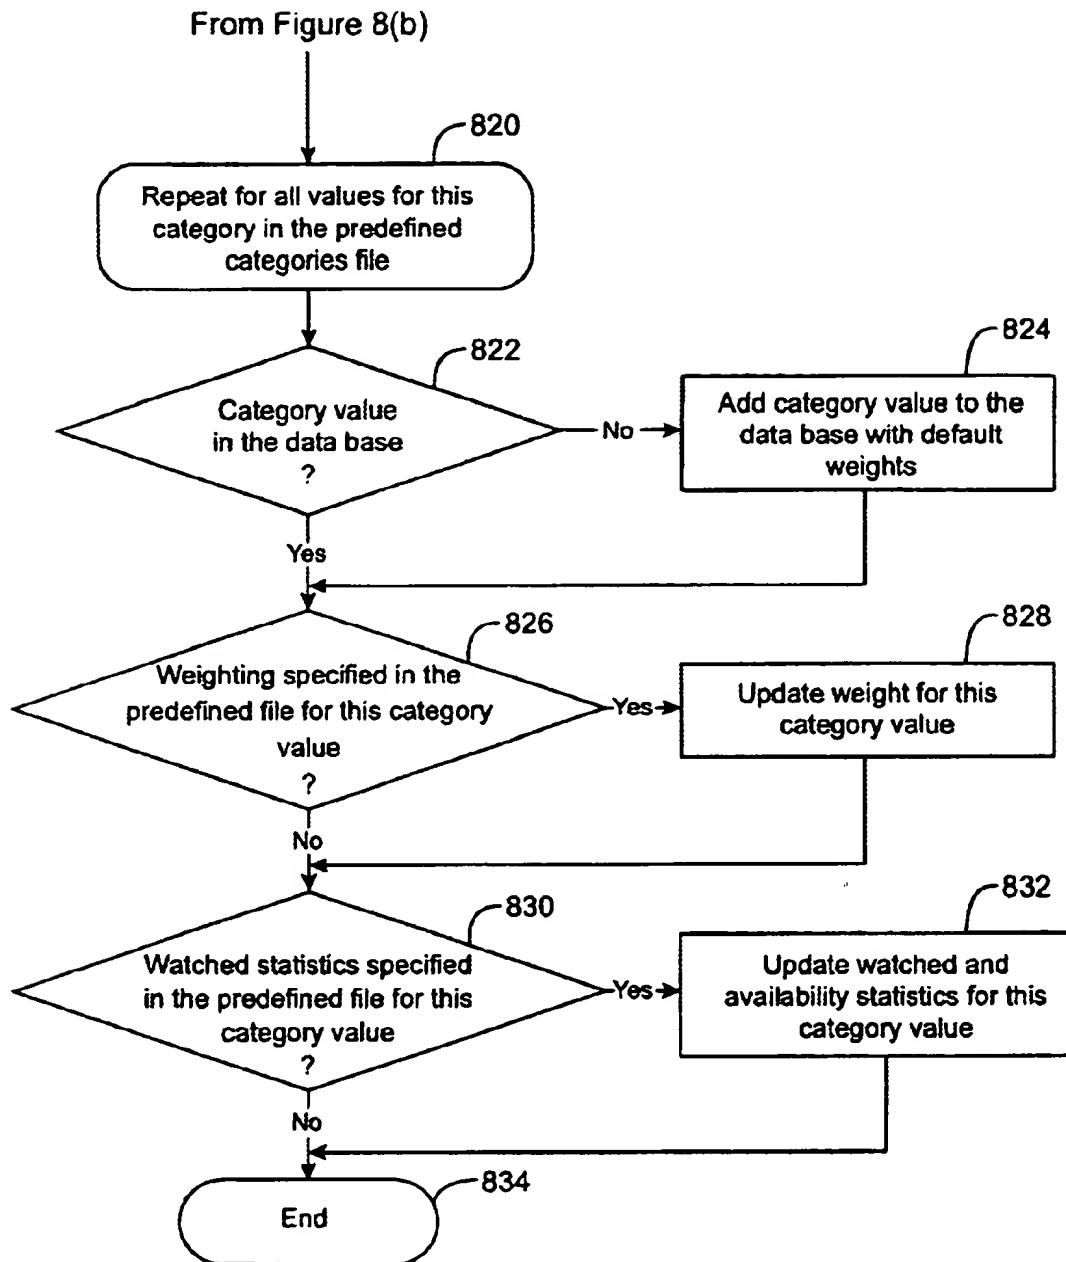 From Figure 8(b)
820
Repeat for all values for this
category in the predefined
categories file
822
Category value
in the data base
?
No
824
Add category value to the
data base with default
weights
Yes
826
Weighting specified in the
predefined file for this category
value
?
Yes
828
Update weight for this
category value
No
830
Watched statistics specified
in the predefined file for this
category value
?
Yes
832
Update watched and
availability statistics for this
category value
No
834
End